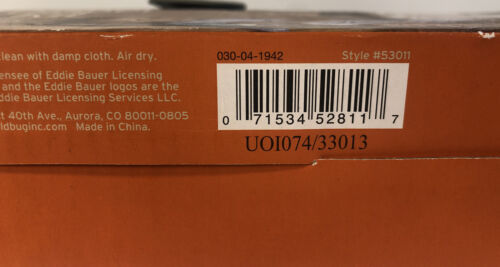 clean with damp cloth. Air dry.
030-04-1942
Style #53011
ensee of Eddie Bauer Licensing
and the Eddie Bauer logos are the
ddie Bauer Licensing Services LLC.
t 40th Ave., Aurora, CO 80011-0805
ldbuginc.com Made in China.
0 71534 52811 7
UOI074/33013